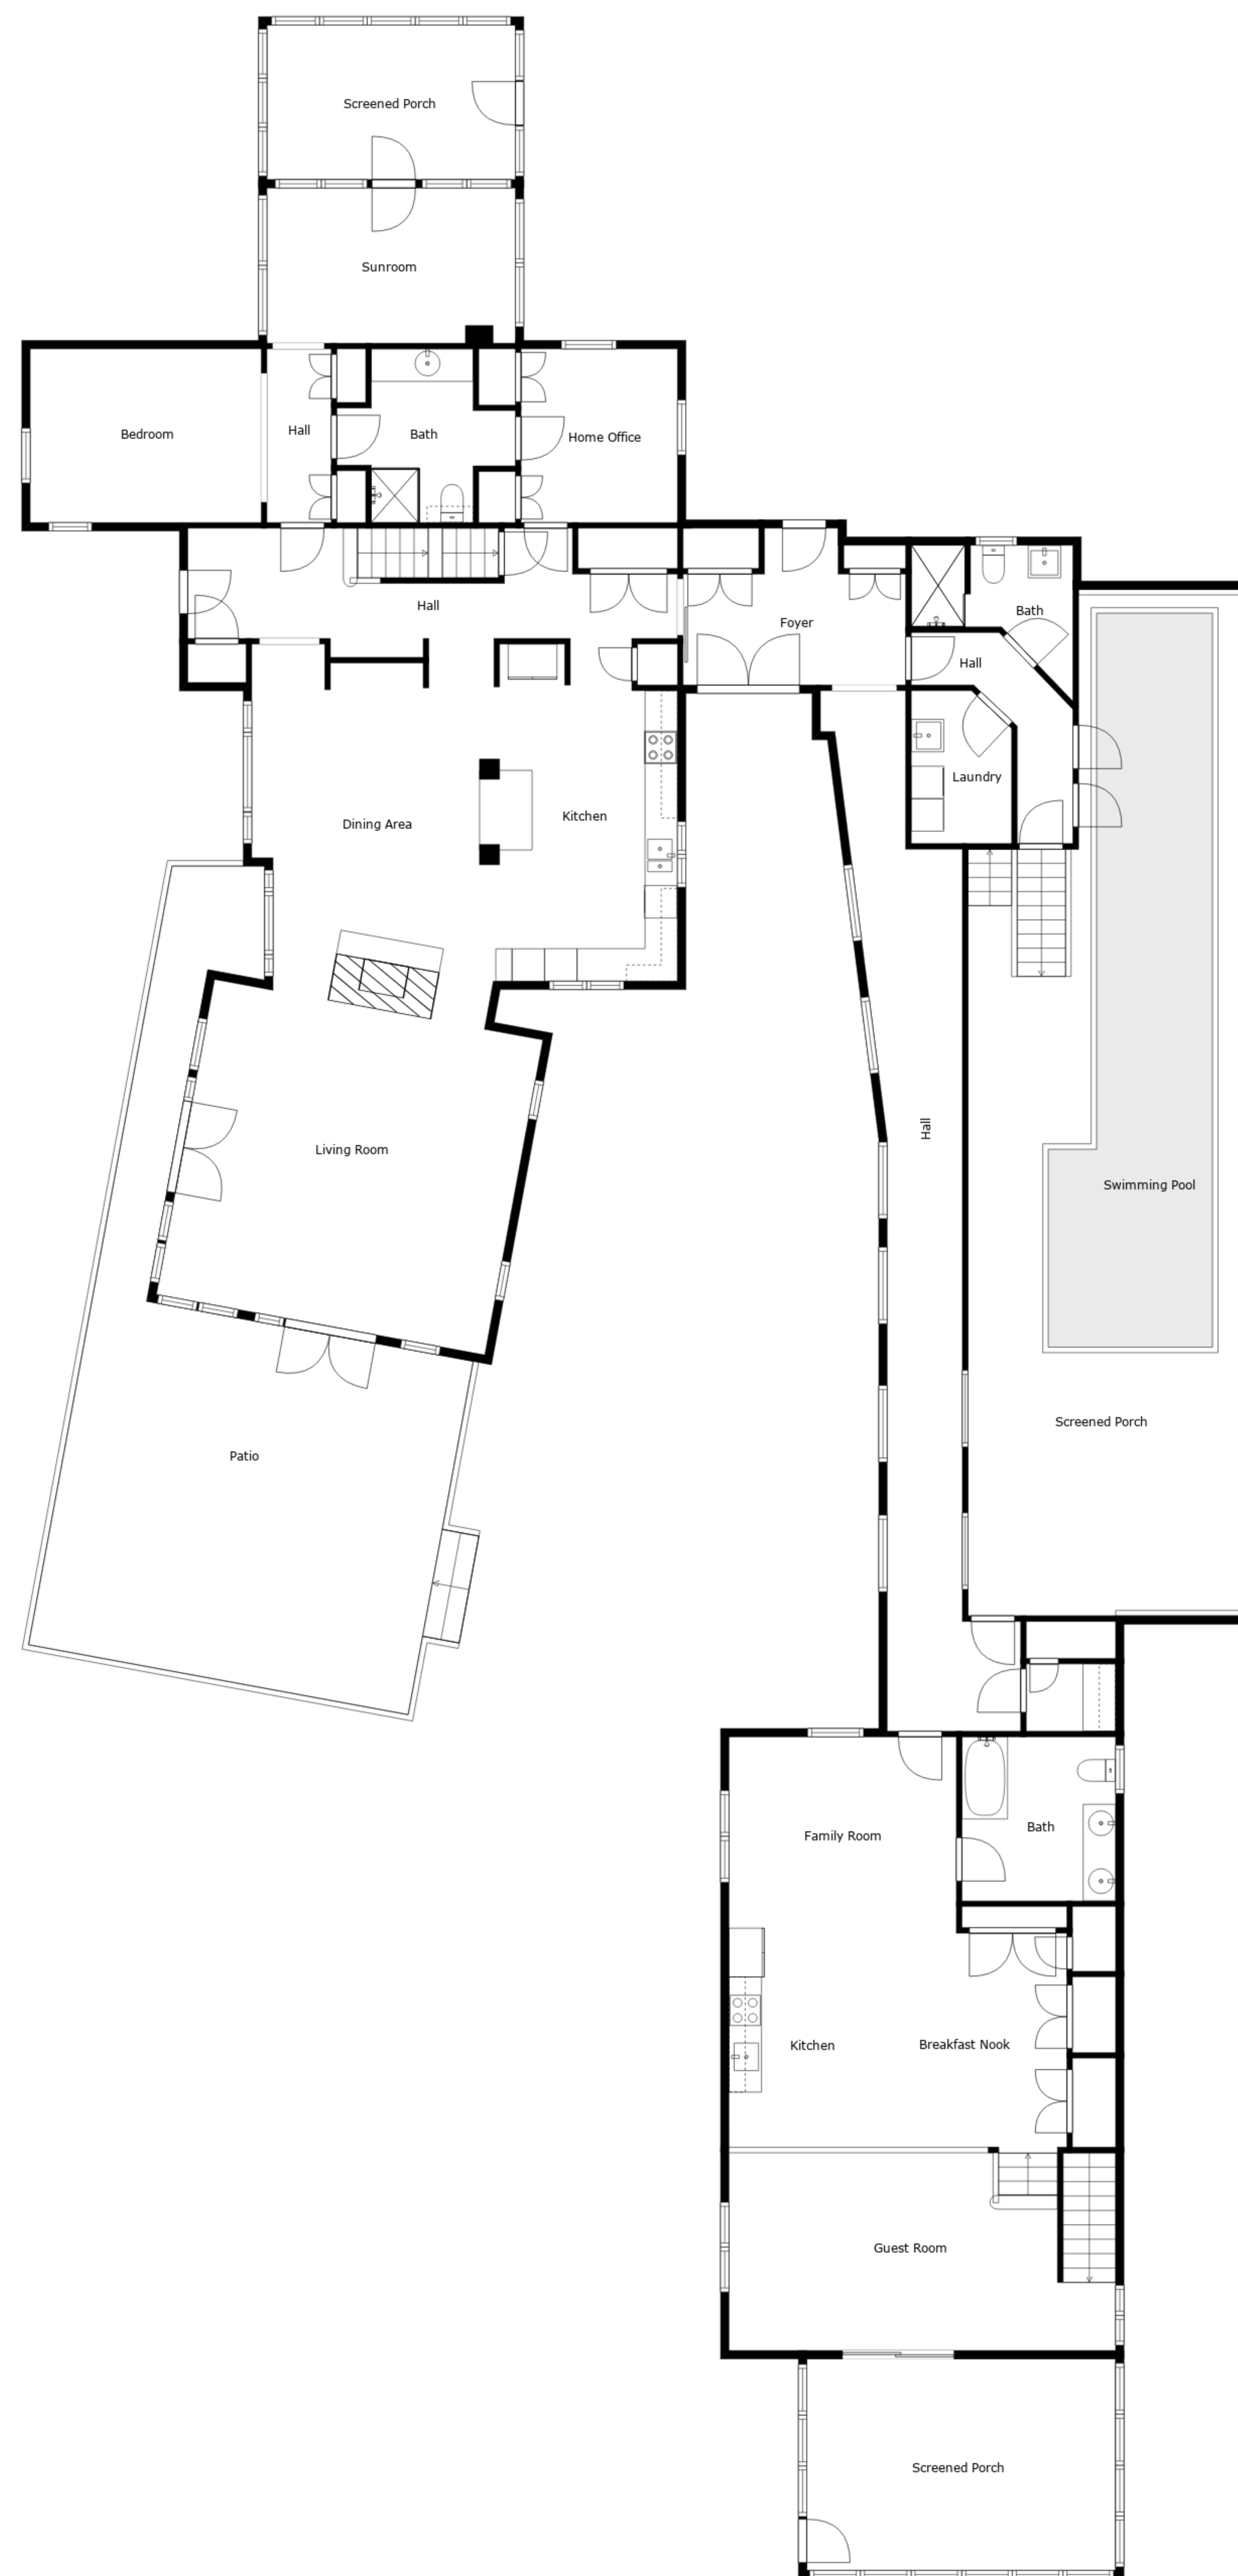 Screened Porch
Sunroom
Bedroom
Hall
Bath
Home Office
Hall
Foyer
Bath
Hall
Laundry
Dining Area
Kitchen
Hall
Living Room
Swimming Pool
Screened Porch
Patio
Bath
Family Room
Kitchen
Breakfast Nook
Guest Room
Screened Porch